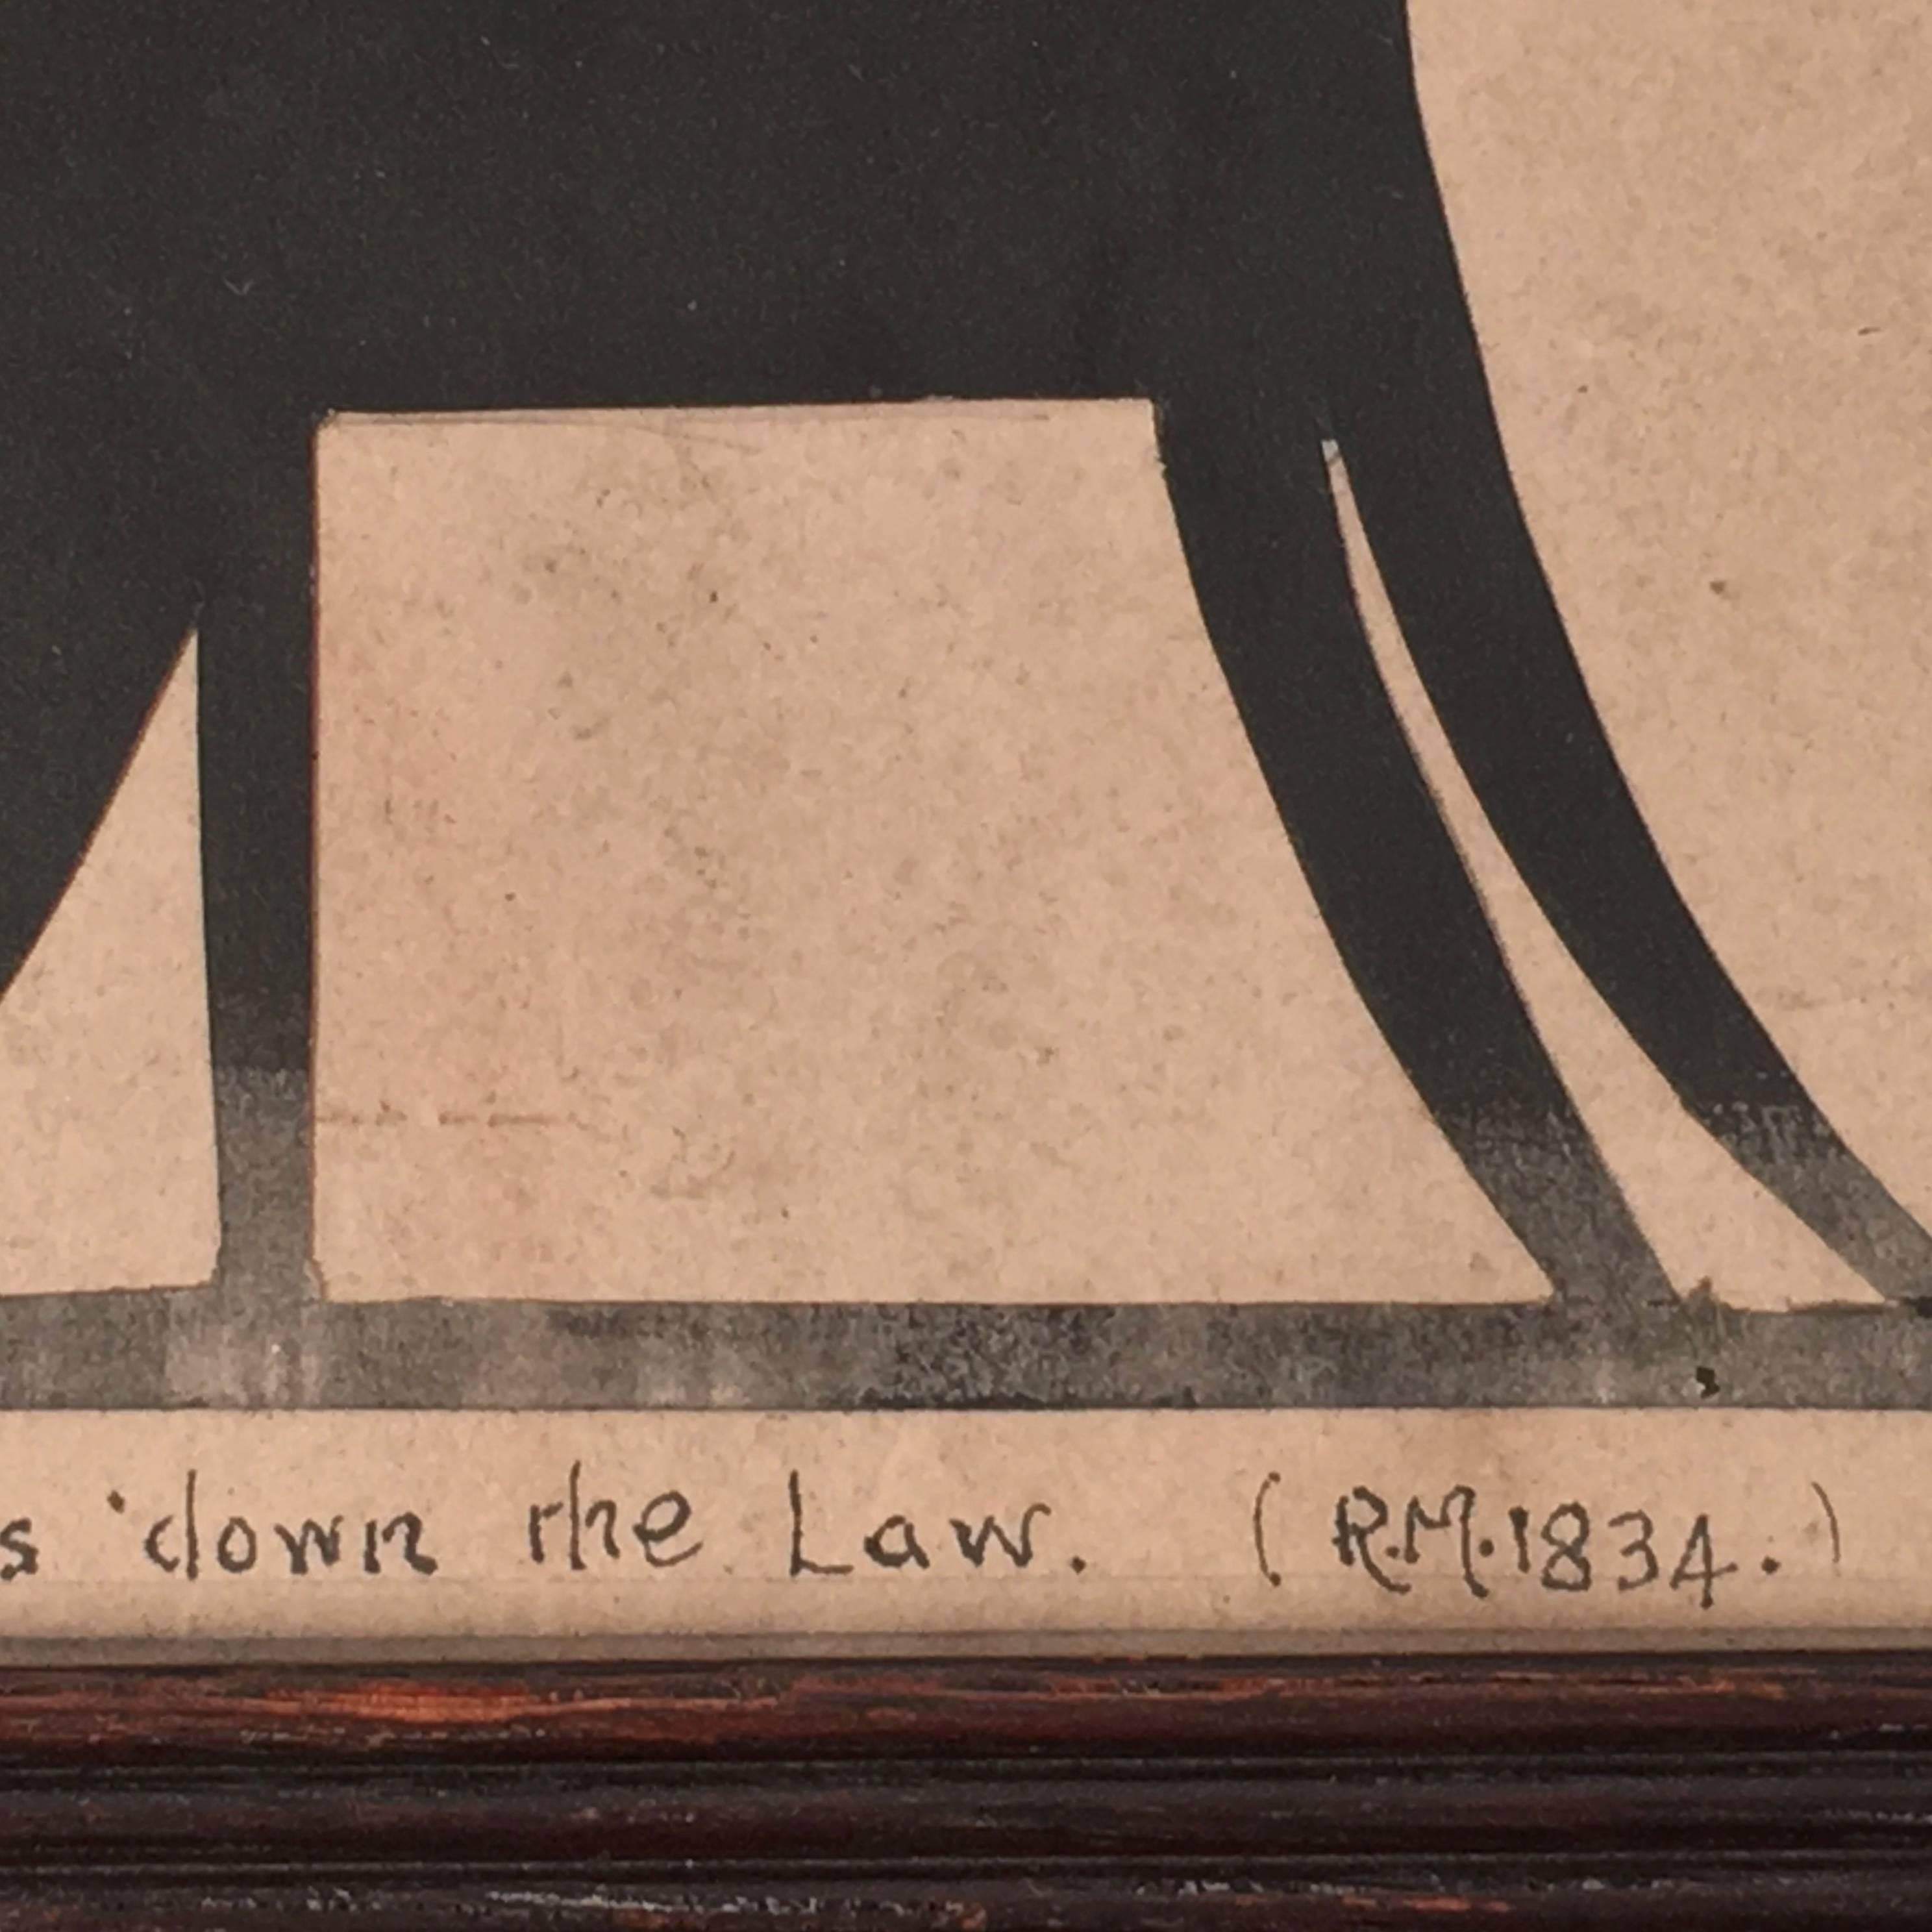 s 'down the Law. (R.M.1834.)